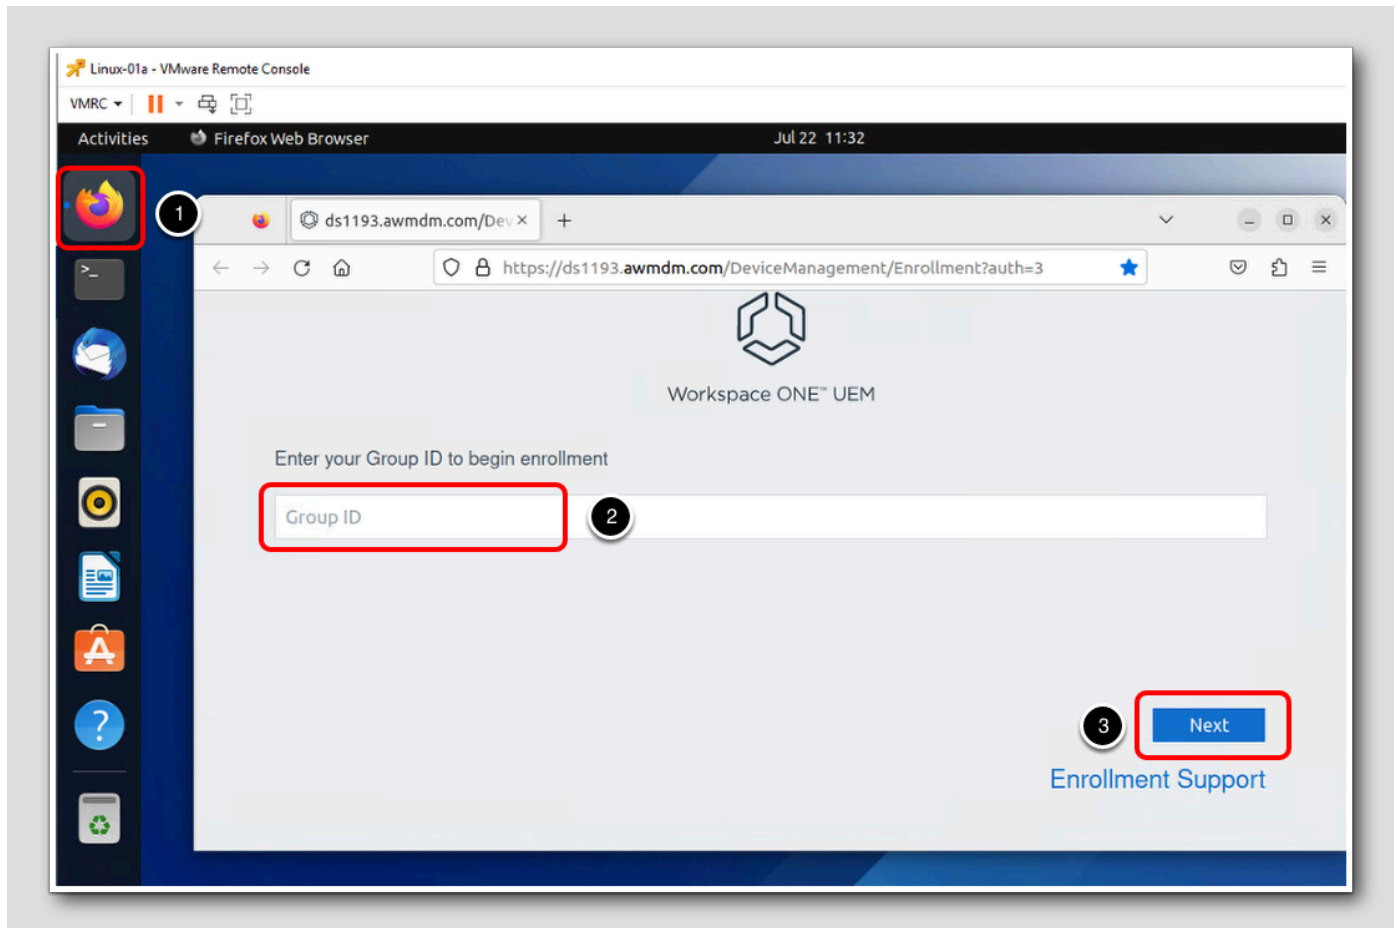 Linux-01a - VMware Remote Console
VMRC
Activities Firefox Web Browser Jul 22 11:32
1
ds1193.awmdm.com/Dev
https://ds1193.awmdm.com/DeviceManagement/Enrollment?auth=3
Workspace ONE™ UEM
Enter your Group ID to begin enrollment
Group ID 2
3 Next
Enrollment Support